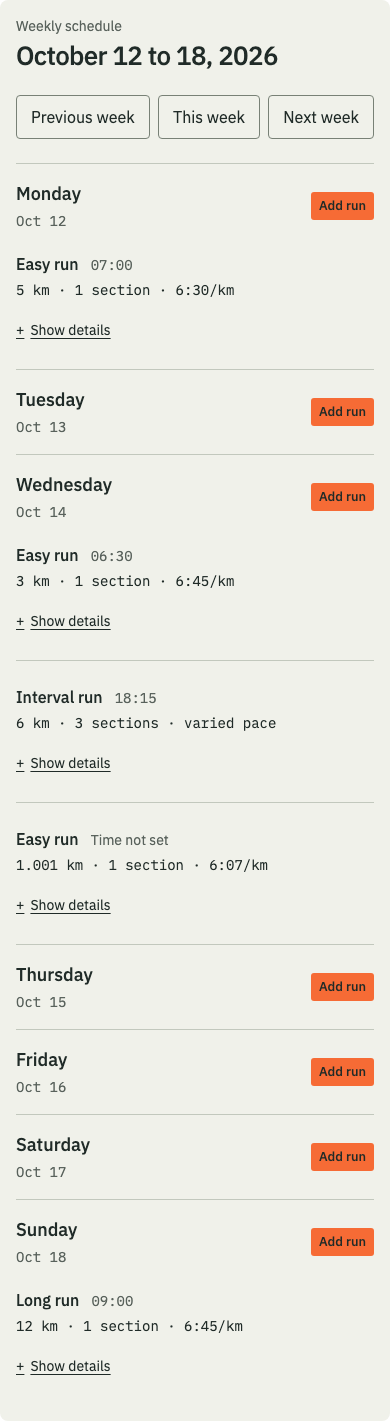 Weekly schedule
October 12 to 18, 2026
Previous week This week Next week
Monday
Add run
Oct 12
Easy run 07:00
5 km · 1 section · 6:30/km
+ Show details
Tuesday
Add run
Oct 13
Wednesday
Add run
Oct 14
Easy run 06:30
3 km · 1 section · 6:45/km
+ Show details
Interval run 18:15
6 km · 3 sections · varied pace
+ Show details
Easy run Time not set
1.001 km · 1 section · 6:07/km
+ Show details
Thursday
Add run
Oct 15
Friday
Add run
Oct 16
Saturday
Add run
Oct 17
Sunday
Add run
Oct 18
Long run 09:00
12 km · 1 section · 6:45/km
+ Show details